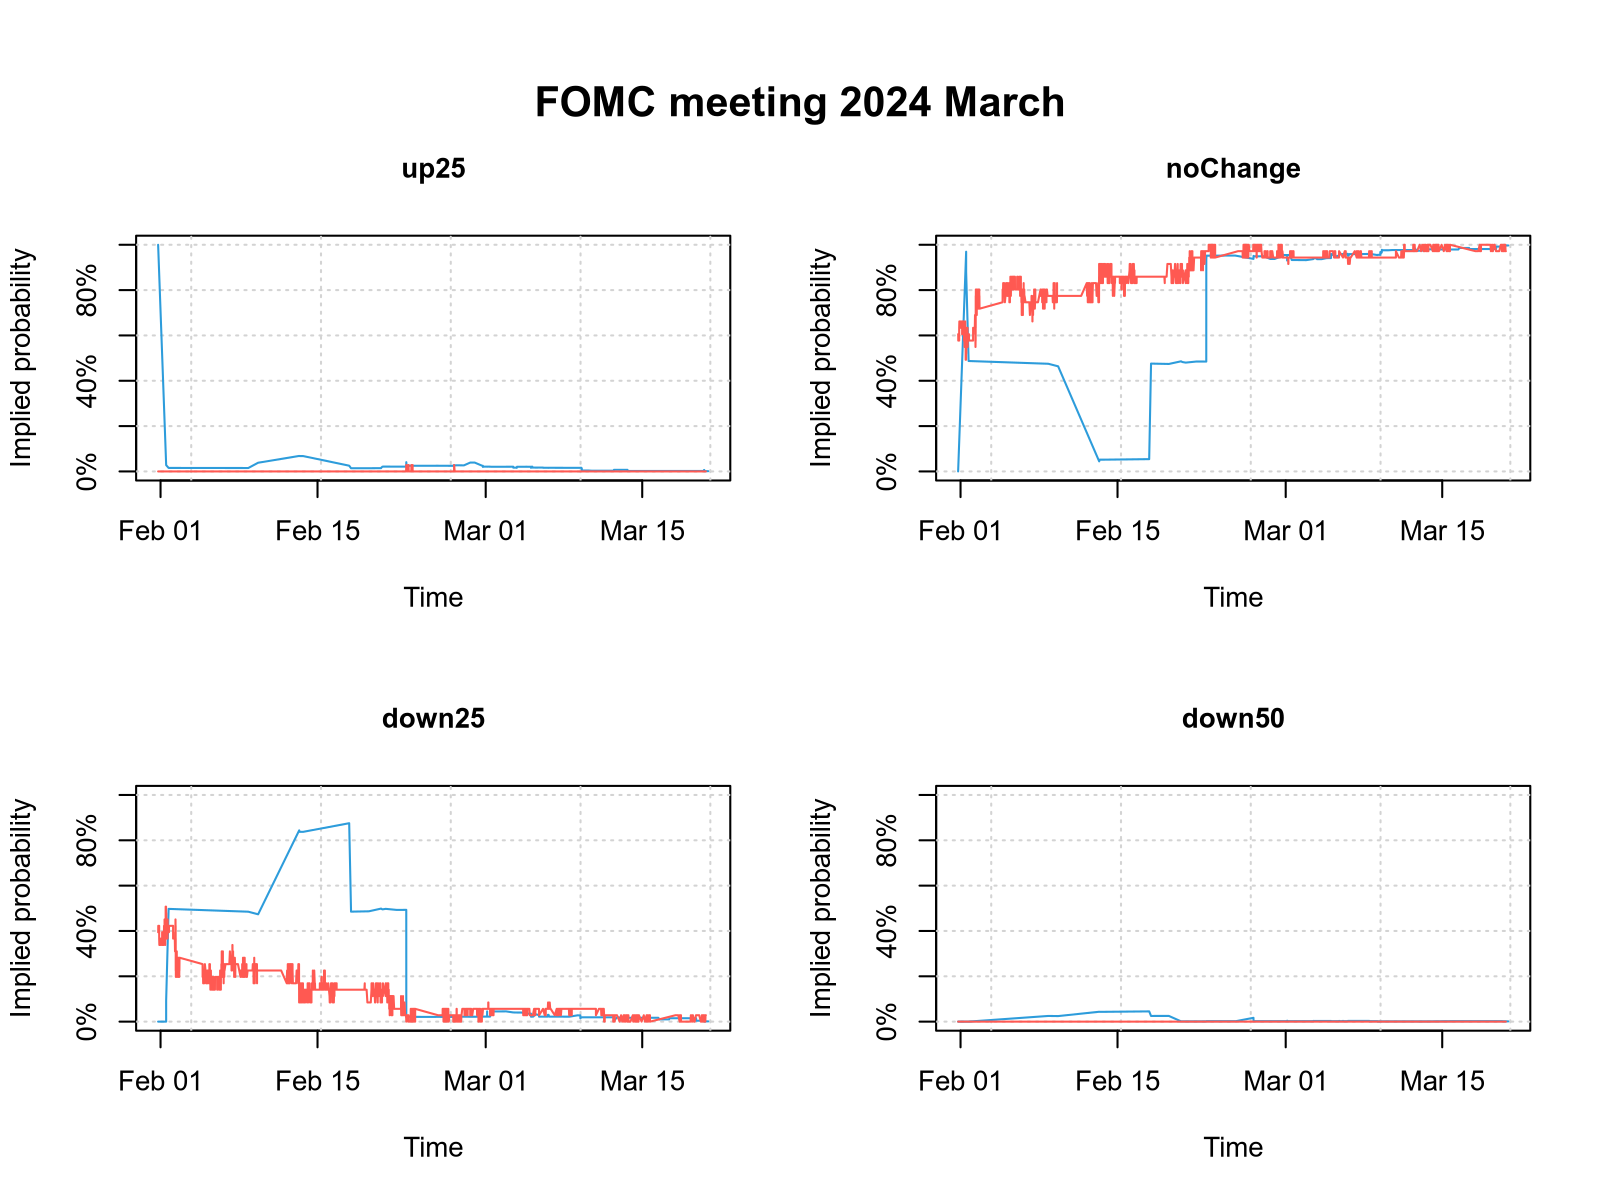 FOMC meeting 2024 March
up25
Implied probability
80%
40%
0%
Feb 01 Feb 15 Mar 01 Mar 15
Time
noChange
Implied probability
80%
40%
0%
Feb 01 Feb 15 Mar 01 Mar 15
Time
down25
Implied probability
80%
40%
0%
Feb 01 Feb 15 Mar 01 Mar 15
Time
down50
Implied probability
80%
40%
0%
Feb 01 Feb 15 Mar 01 Mar 15
Time